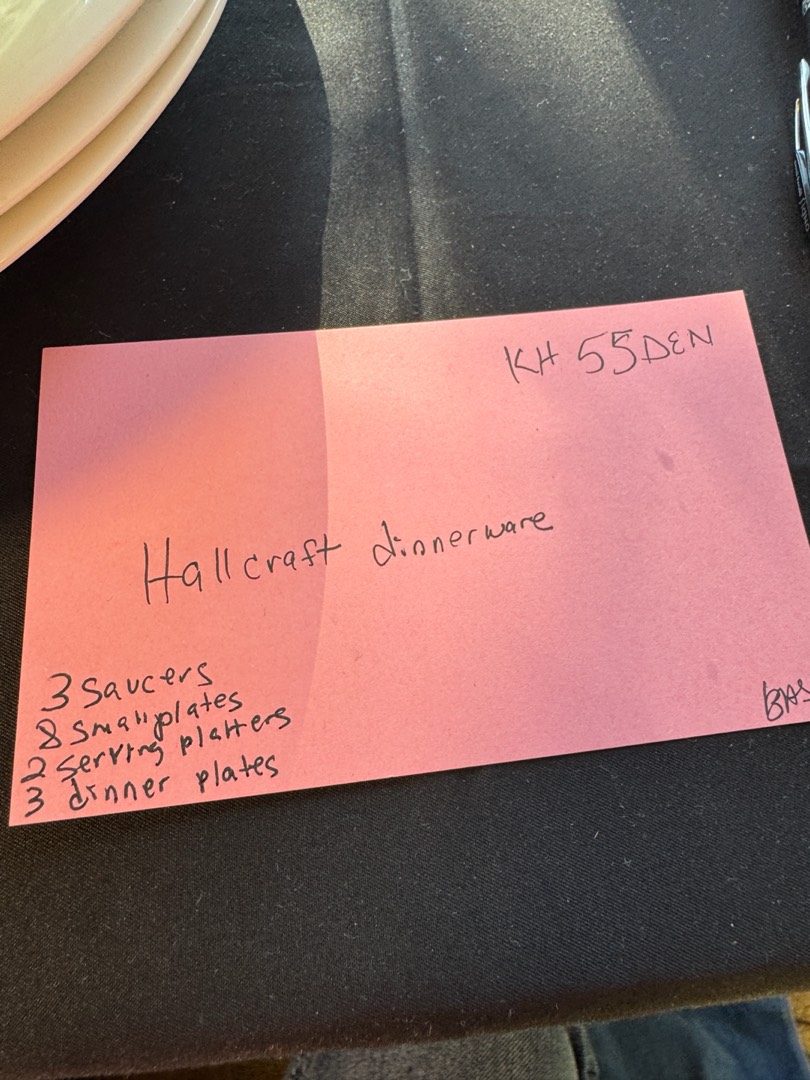 KH 55DEN
Hallcraft dinnerware
3 saucers
8 small plates
2 serving platters
3 dinner plates